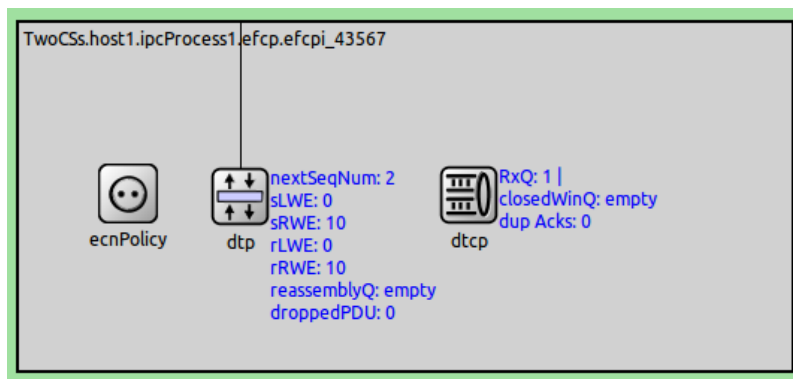 TwoCSs.host1.ipcProcess1.efcp.efcpi_43567
ecnPolicy
dtp
nextSeqNum: 2
sLWE: 0
sRWE: 10
rLWE: 0
rRWE: 10
reassemblyQ: empty
droppedPDU: 0
dtcp
RxQ: 1 |
closedWinQ: empty
dup Acks: 0